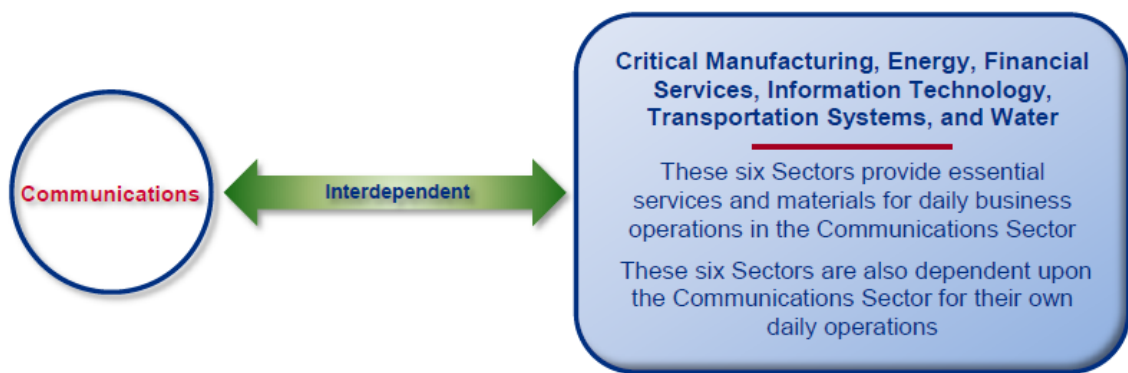 Communications
Interdependent
Critical Manufacturing, Energy, Financial
Services, Information Technology,
Transportation Systems, and Water
These six Sectors provide essential
services and materials for daily business
operations in the Communications Sector
These six Sectors are also dependent upon
the Communications Sector for their own
daily operations